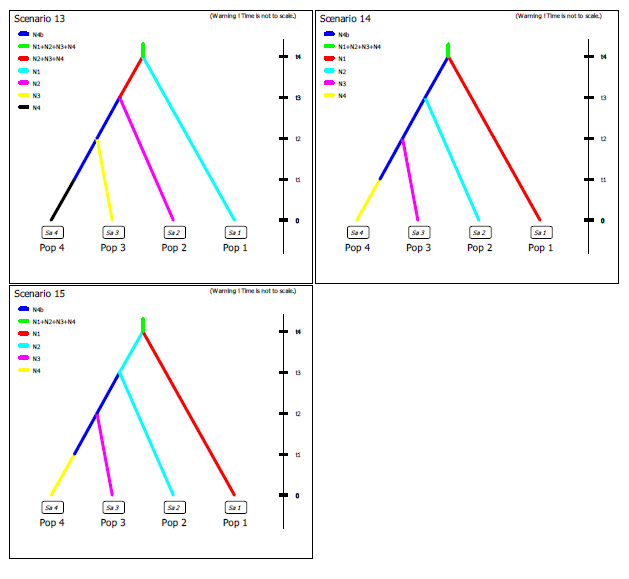 Scenario 13
(Warning ! Time is not to scale.)
N4b
N1+N2+N3+N4
N2+N3+N4
N1
N2
N3
N4
t4
t3
t2
t1
0
Sa 4 Sa 3 Sa 2 Sa 1
Pop 4 Pop 3 Pop 2 Pop 1
Scenario 14
(Warning ! Time is not to scale.)
N4b
N1+N2+N3+N4
N1
N2
N3
N4
t4
t3
t2
t1
0
Sa 4 Sa 3 Sa 2 Sa 1
Pop 4 Pop 3 Pop 2 Pop 1
Scenario 15
(Warning ! Time is not to scale.)
N4b
N1+N2+N3+N4
N1
N2
N3
N4
t4
t3
t2
t1
0
Sa 4 Sa 3 Sa 2 Sa 1
Pop 4 Pop 3 Pop 2 Pop 1